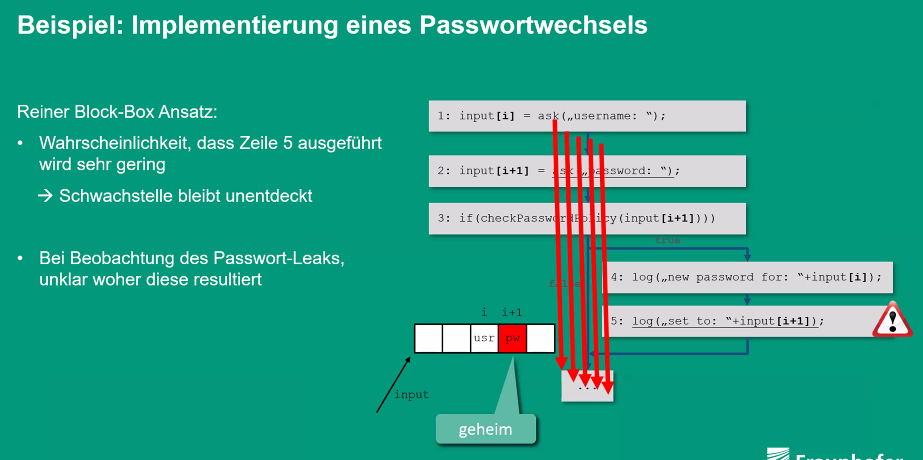 Beispiel: Implementierung eines Passwortwechsels
Reiner Block-Box Ansatz:
• Wahrscheinlichkeit, dass Zeile 5 ausgeführt
wird sehr gering
→ Schwachstelle bleibt unentdeckt
• Bei Beobachtung des Passwort-Leaks,
unklar woher diese resultiert
1: input[i] = ask(„username: “);
2: input[i+1] = ask(„password: “);
3: if(checkPasswordPolicy(input[i+1])))
true
false
4: log(„new password for: “+input[i]);
5: log(„set to: “+input[i+1]);
...
i i+1
usr pw
input
geheim
Fraunhofer